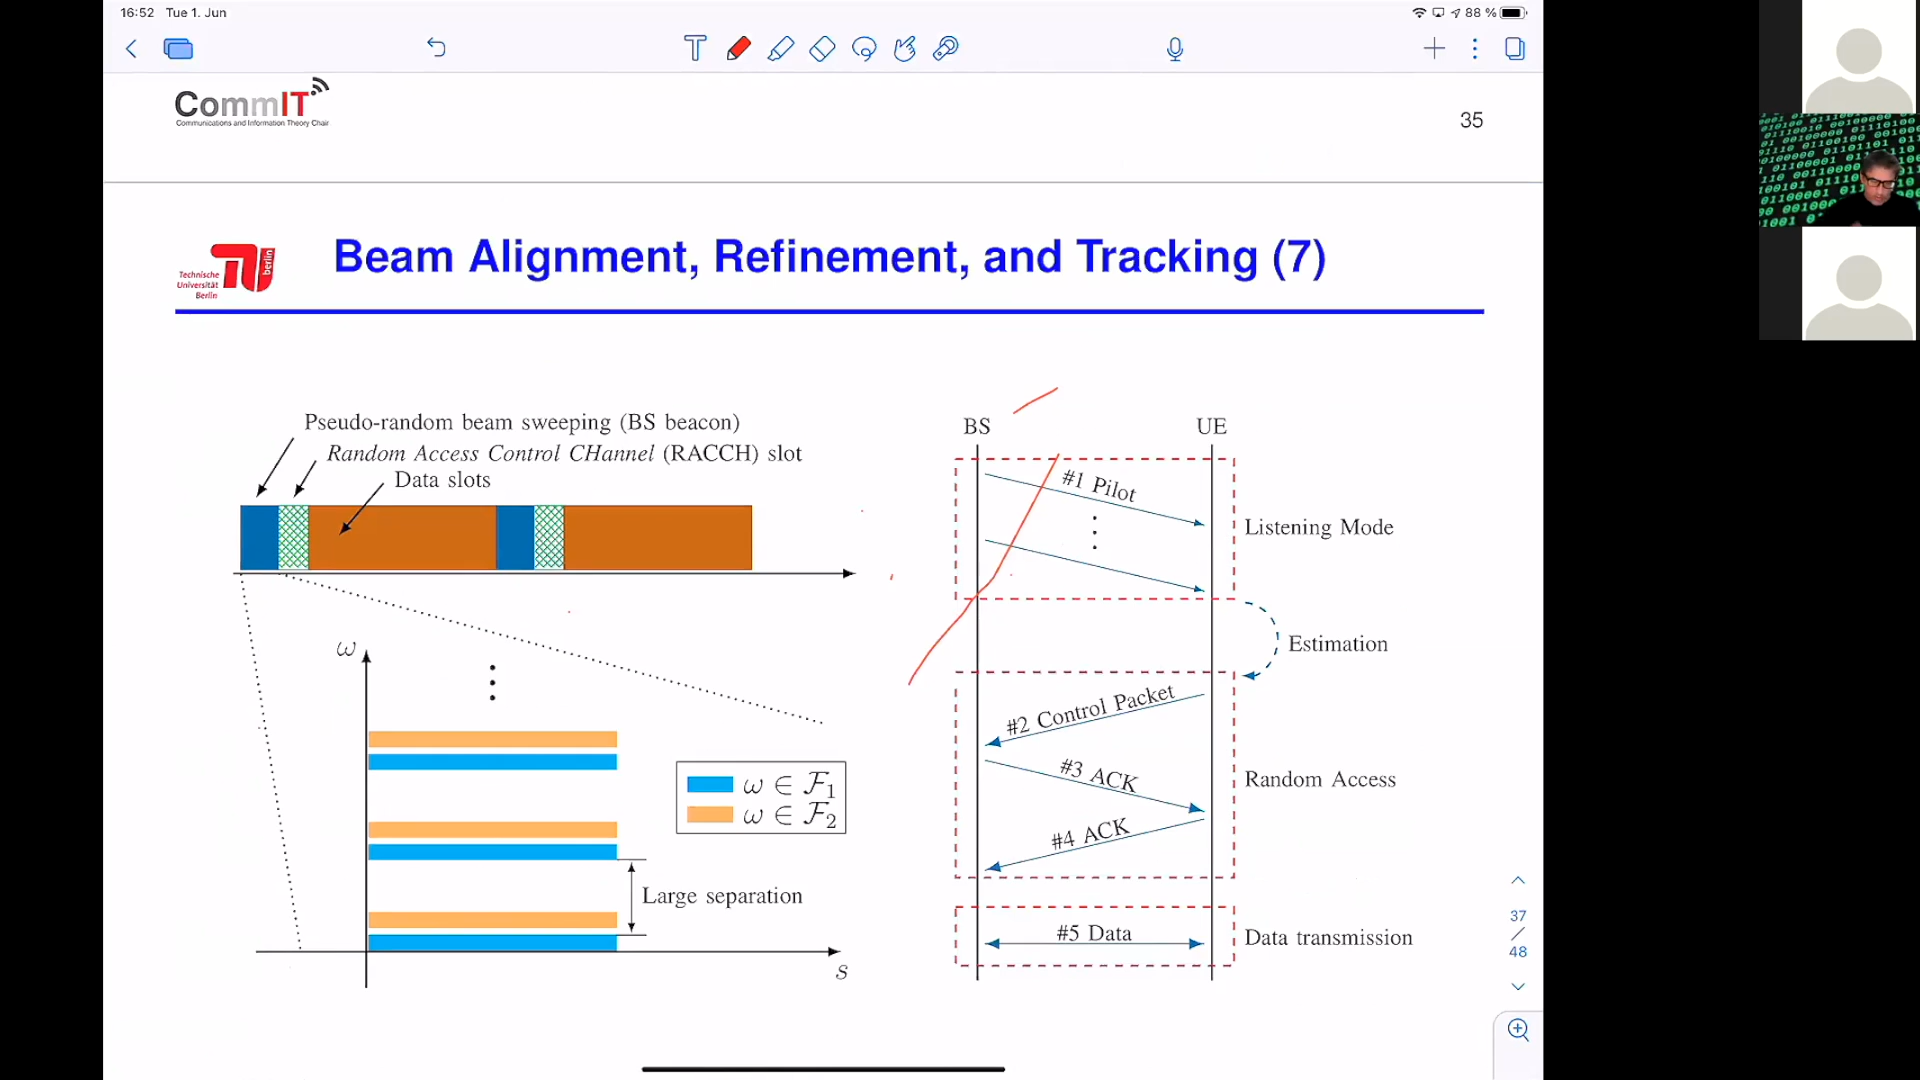 16:52 Tue 1. Jun
88 %
CommIT
Communications and Information Theory Chair
35
Technische
Universität
Berlin
berlin
Beam Alignment, Refinement, and Tracking (7)
Pseudo-random beam sweeping (BS beacon)
Random Access Control CHannel (RACCH) slot
Data slots
ω
ω ∈ ℱ₁
ω ∈ ℱ₂
Large separation
s
BS
UE
#1 Pilot
Listening Mode
Estimation
#2 Control Packet
#3 ACK
Random Access
#4 ACK
#5 Data
Data transmission
37
48